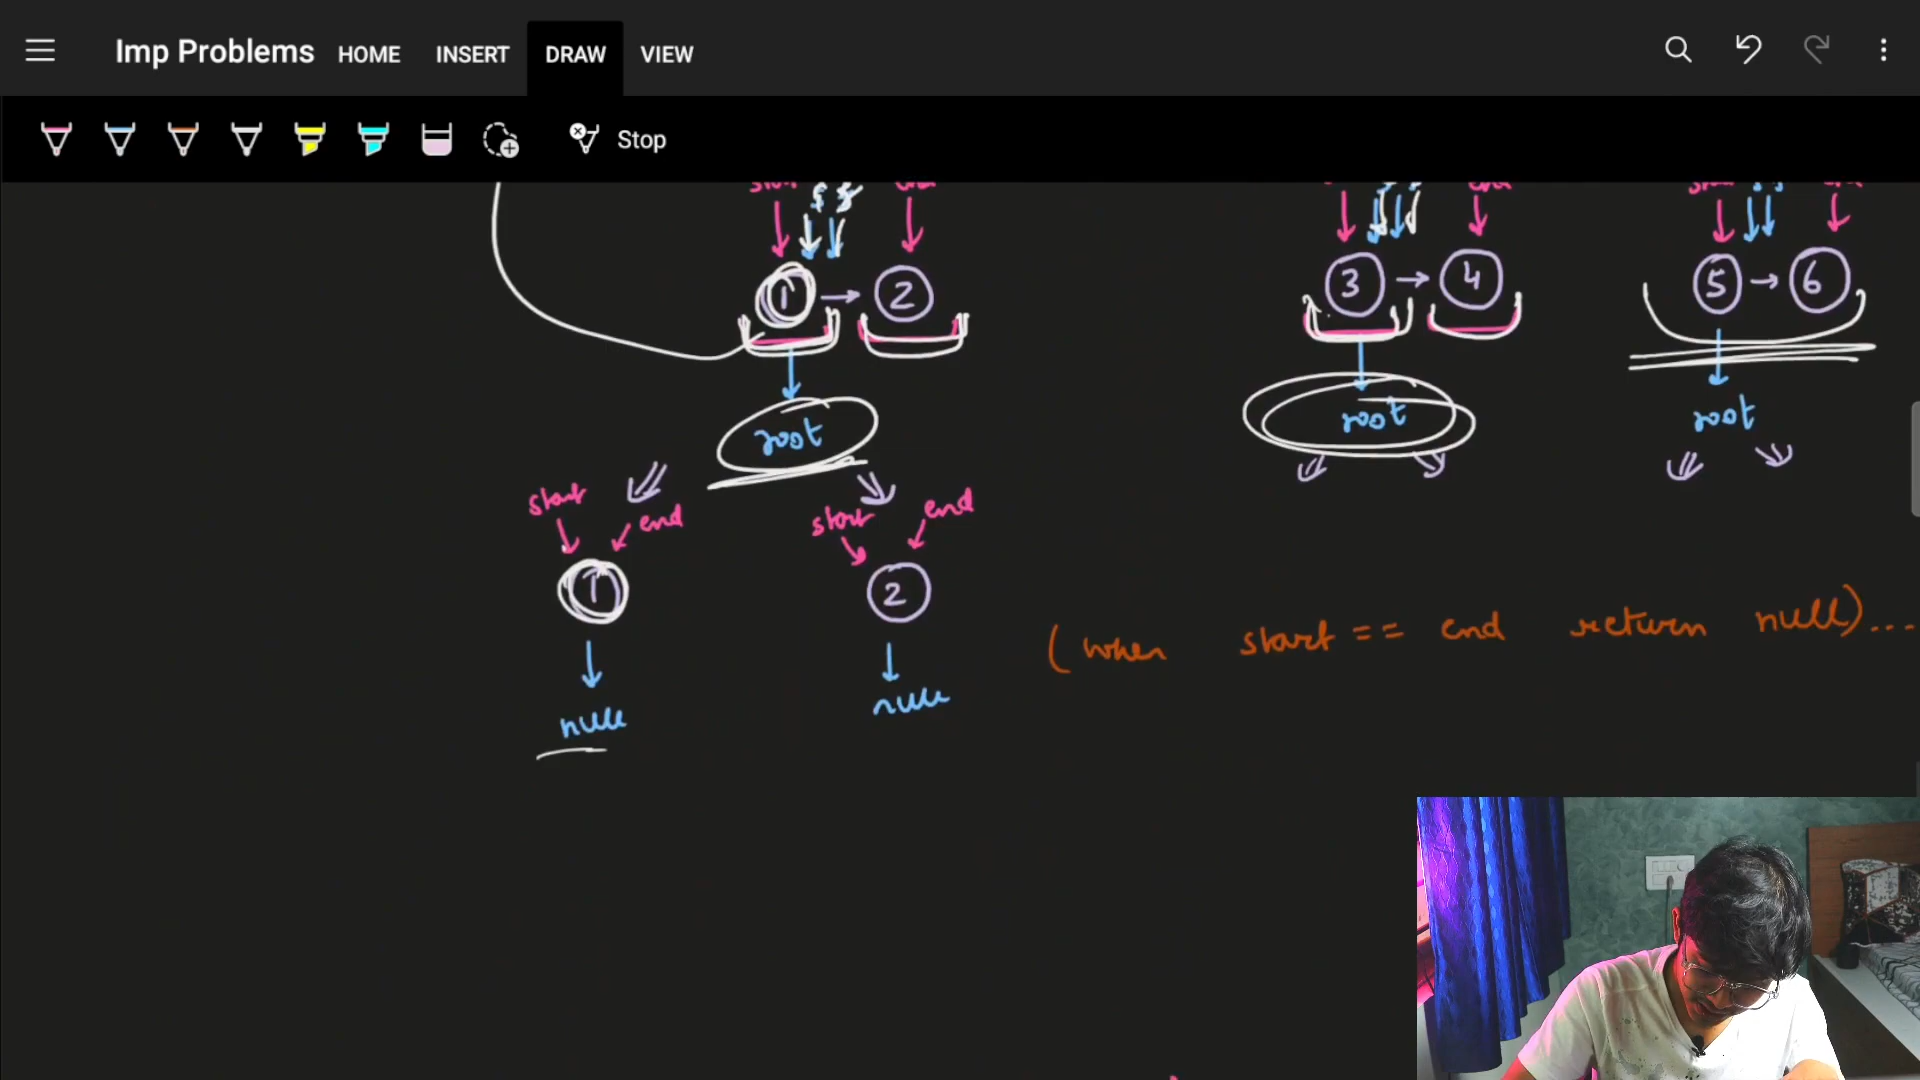 Imp Problems HOME INSERT DRAW VIEW
Stop
1 → 2 3 → 4 5 → 6
root root root
start end start end
1 2
(when start == end return null)...
null null